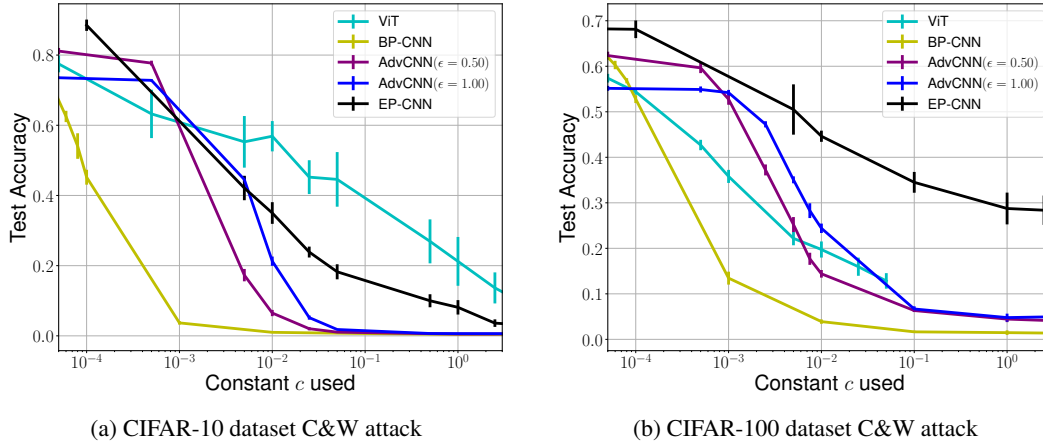 ViT
BP-CNN
AdvCNN(ϵ = 0.50)
AdvCNN(ϵ = 1.00)
EP-CNN
Test Accuracy
0.8
0.6
0.4
0.2
0.0
10⁻⁴ 10⁻³ 10⁻² 10⁻¹ 10⁰
Constant c used
(a) CIFAR-10 dataset C&W attack
ViT
BP-CNN
AdvCNN(ϵ = 0.50)
AdvCNN(ϵ = 1.00)
EP-CNN
Test Accuracy
0.7
0.6
0.5
0.4
0.3
0.2
0.1
0.0
10⁻⁴ 10⁻³ 10⁻² 10⁻¹ 10⁰
Constant c used
(b) CIFAR-100 dataset C&W attack